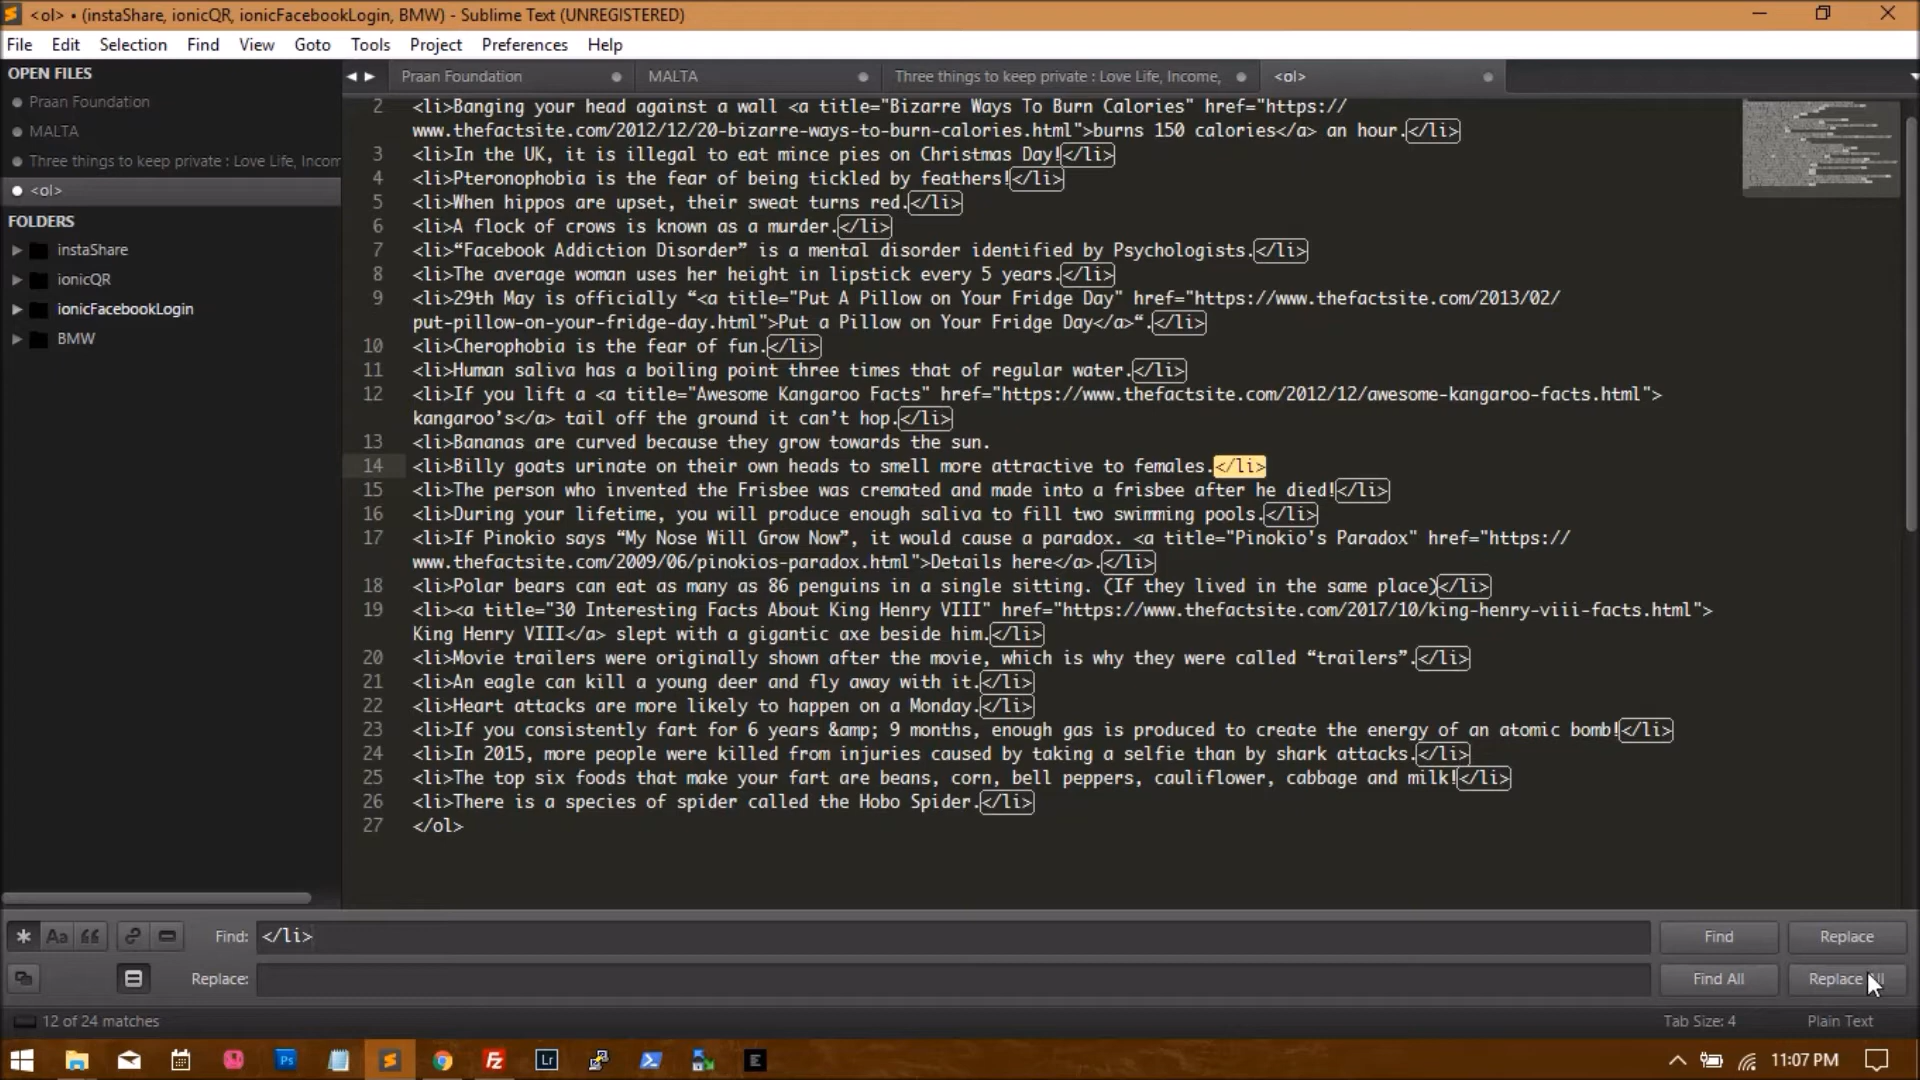 <ol> • (instaShare, ionicQR, ionicFacebookLogin, BMW) - Sublime Text (UNREGISTERED)
File Edit Selection Find View Goto Tools Project Preferences Help
OPEN FILES
Praan Foundation
MALTA
Three things to keep private : Love Life, Incom
<ol>
FOLDERS
instaShare
ionicQR
ionicFacebookLogin
BMW
Praan Foundation MALTA Three things to keep private : Love Life, Income, <ol>
2 <li>Banging your head against a wall <a title="Bizarre Ways To Burn Calories" href="https://
www.thefactsite.com/2012/12/20-bizarre-ways-to-burn-calories.html">burns 150 calories</a> an hour.</li>
3 <li>In the UK, it is illegal to eat mince pies on Christmas Day!</li>
4 <li>Pteronophobia is the fear of being tickled by feathers!</li>
5 <li>When hippos are upset, their sweat turns red.</li>
6 <li>A flock of crows is known as a murder.</li>
7 <li>“Facebook Addiction Disorder” is a mental disorder identified by Psychologists.</li>
8 <li>The average woman uses her height in lipstick every 5 years.</li>
9 <li>29th May is officially “<a title="Put A Pillow on Your Fridge Day" href="https://www.thefactsite.com/2013/02/
put-pillow-on-your-fridge-day.html">Put a Pillow on Your Fridge Day</a>“.</li>
10 <li>Cherophobia is the fear of fun.</li>
11 <li>Human saliva has a boiling point three times that of regular water.</li>
12 <li>If you lift a <a title="Awesome Kangaroo Facts" href="https://www.thefactsite.com/2012/12/awesome-kangaroo-facts.html">
kangaroo’s</a> tail off the ground it can’t hop.</li>
13 <li>Bananas are curved because they grow towards the sun.
14 <li>Billy goats urinate on their own heads to smell more attractive to females.</li>
15 <li>The person who invented the Frisbee was cremated and made into a frisbee after he died!</li>
16 <li>During your lifetime, you will produce enough saliva to fill two swimming pools.</li>
17 <li>If Pinokio says “My Nose Will Grow Now”, it would cause a paradox. <a title="Pinokio's Paradox" href="https://
www.thefactsite.com/2009/06/pinokios-paradox.html">Details here</a>.</li>
18 <li>Polar bears can eat as many as 86 penguins in a single sitting. (If they lived in the same place)</li>
19 <li><a title="30 Interesting Facts About King Henry VIII" href="https://www.thefactsite.com/2017/10/king-henry-viii-facts.html">
King Henry VIII</a> slept with a gigantic axe beside him.</li>
20 <li>Movie trailers were originally shown after the movie, which is why they were called “trailers”.</li>
21 <li>An eagle can kill a young deer and fly away with it.</li>
22 <li>Heart attacks are more likely to happen on a Monday.</li>
23 <li>If you consistently fart for 6 years &amp; 9 months, enough gas is produced to create the energy of an atomic bomb!</li>
24 <li>In 2015, more people were killed from injuries caused by taking a selfie than by shark attacks.</li>
25 <li>The top six foods that make your fart are beans, corn, bell peppers, cauliflower, cabbage and milk!</li>
26 <li>There is a species of spider called the Hobo Spider.</li>
27 </ol>
Aa Find: </li> Find Replace
Replace: Find All Replace All
12 of 24 matches Tab Size: 4 Plain Text
Ps Fz Lr E 11:07 PM